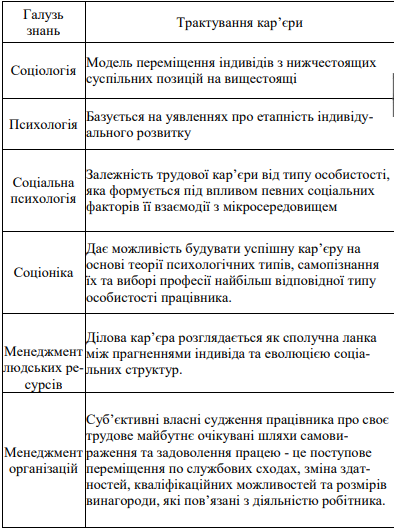 Галузь
знань
Трактування кар’єри
Соціологія
Модель переміщення індивідів з нижчестоящих
суспільних позицій на вищестоящі
Психологія
Базується на уявленнях про етапність індивіду-
ального розвитку
Соціальна
психологія
Залежність трудової кар’єри від типу особистості,
яка формується під впливом певних соціальних
факторів її взаємодії з мікросередовищем
Соціоніка
Дає можливість будувати успішну кар’єру на
основі теорії психологічних типів, самопізнання
їх та виборі професії найбільш відповідної типу
особистості працівника.
Менеджмент
людських ре-
сурсів
Ділова кар’єра розглядається як сполучна ланка
між прагненнями індивіда та еволюцією соціа-
льних структур.
Менеджмент
організацій
Суб’єктивні власні судження працівника про своє
трудове майбутнє очікувані шляхи самови-
раження та задоволення працею - це поступове
переміщення по службових сходах, зміна здат-
ностей, кваліфікаційних можливостей та розмірів
винагороди, які пов’язані з діяльністю робітника.